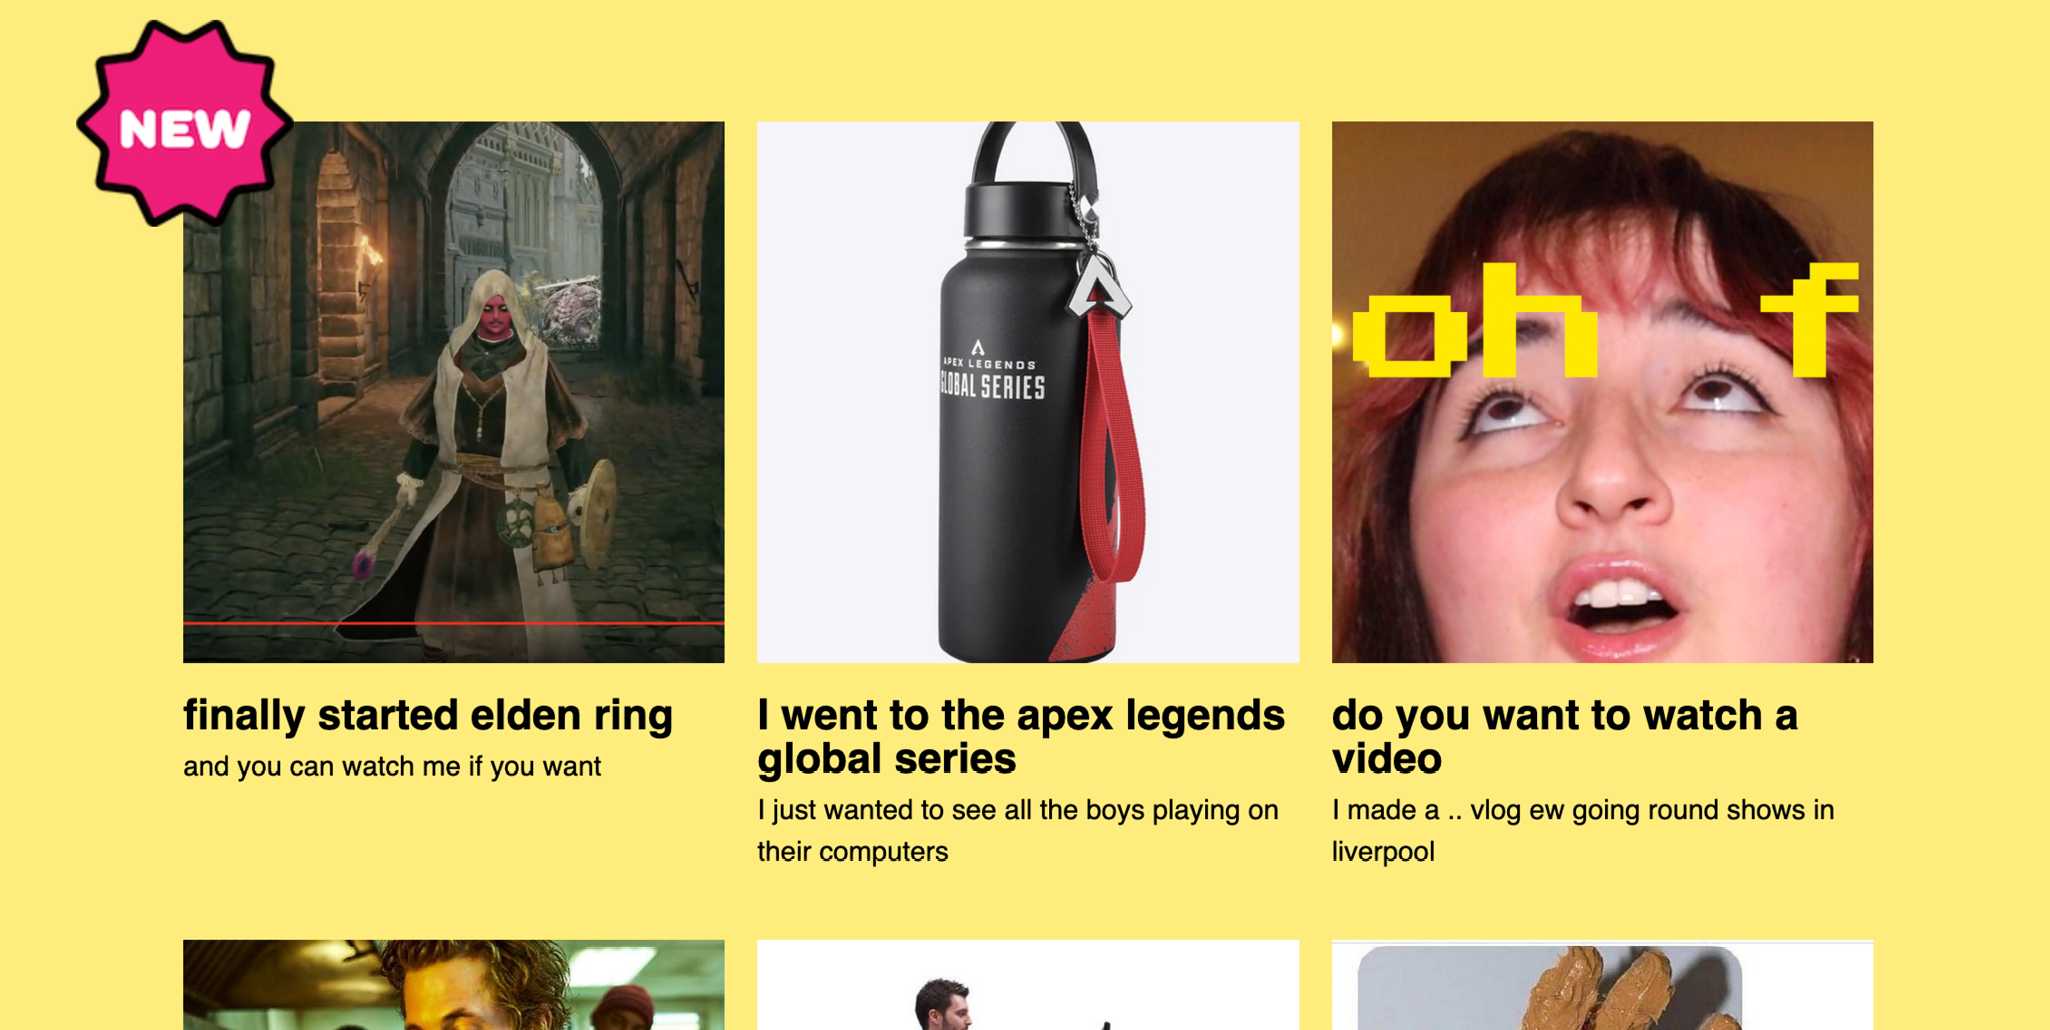 NEW
APEX LEGENDS
GLOBAL SERIES
oh f
finally started elden ring
and you can watch me if you want
I went to the apex legends
global series
I just wanted to see all the boys playing on
their computers
do you want to watch a
video
I made a .. vlog ew going round shows in
liverpool